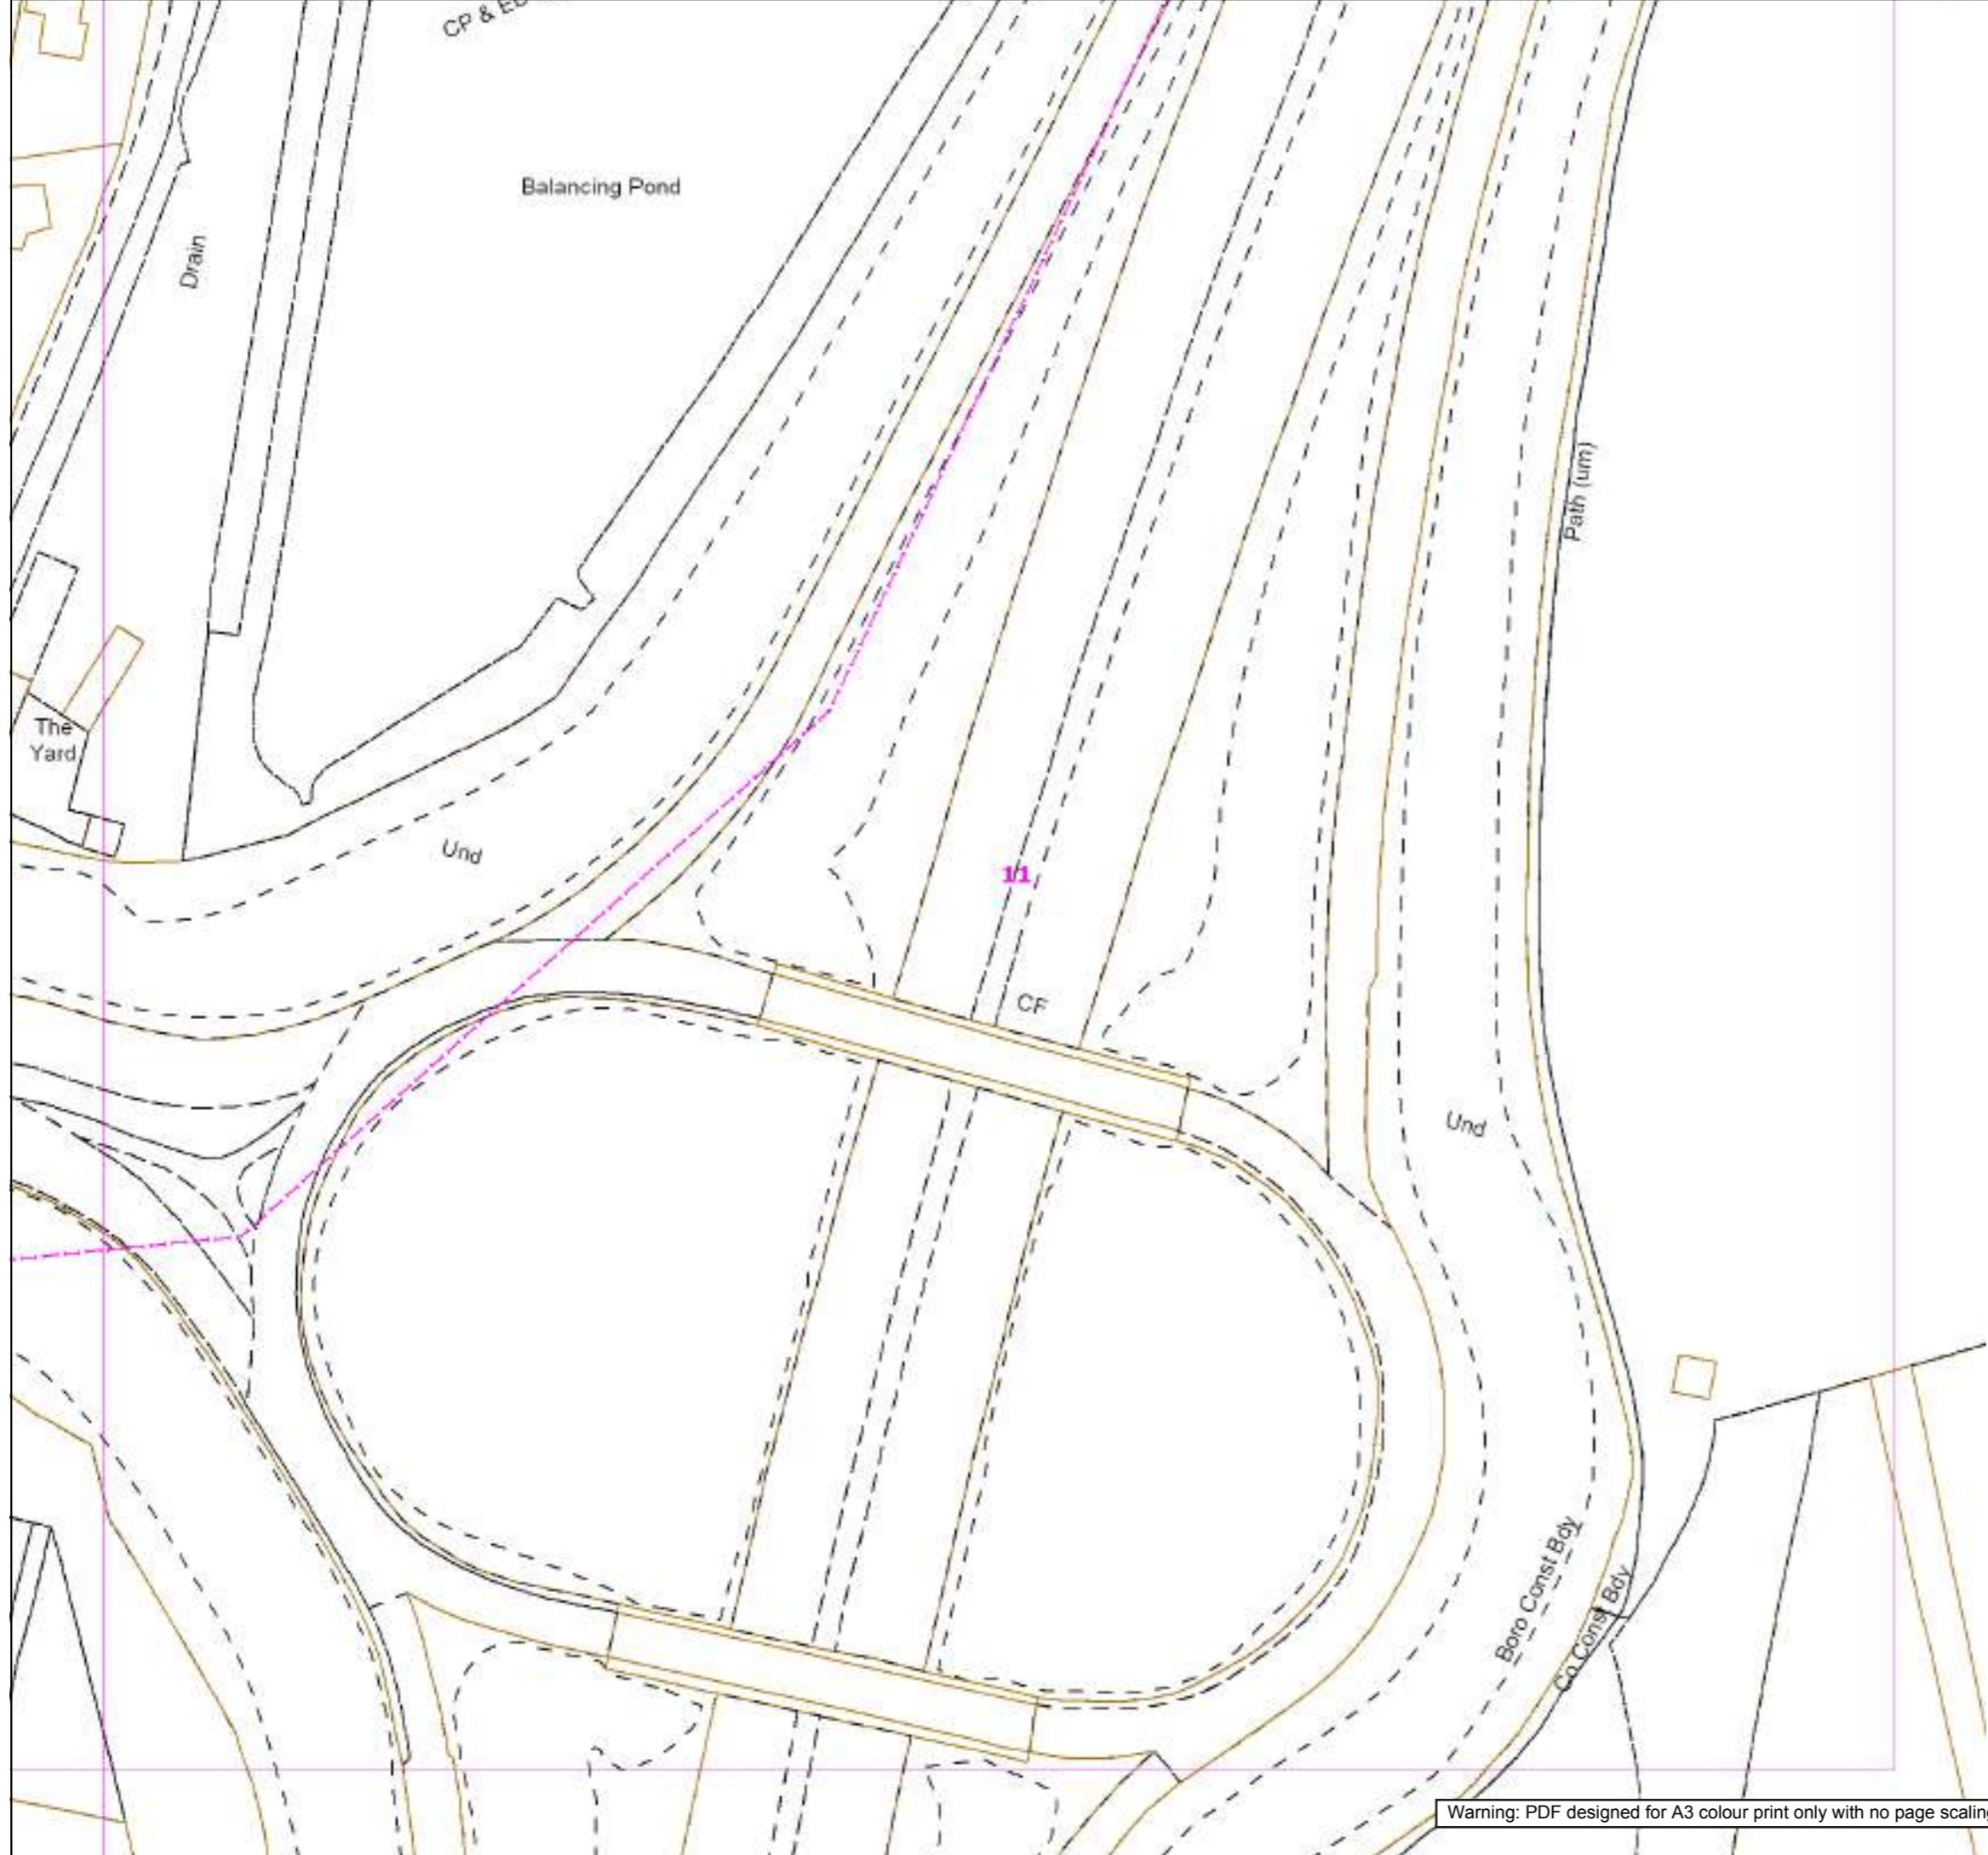 CP & ED
Balancing Pond
Drain
Path (um)
The
Yard
Und
11
CF
Und
Boro Const Bdy
Co Const Bdy
Warning: PDF designed for A3 colour print only with no page scaling